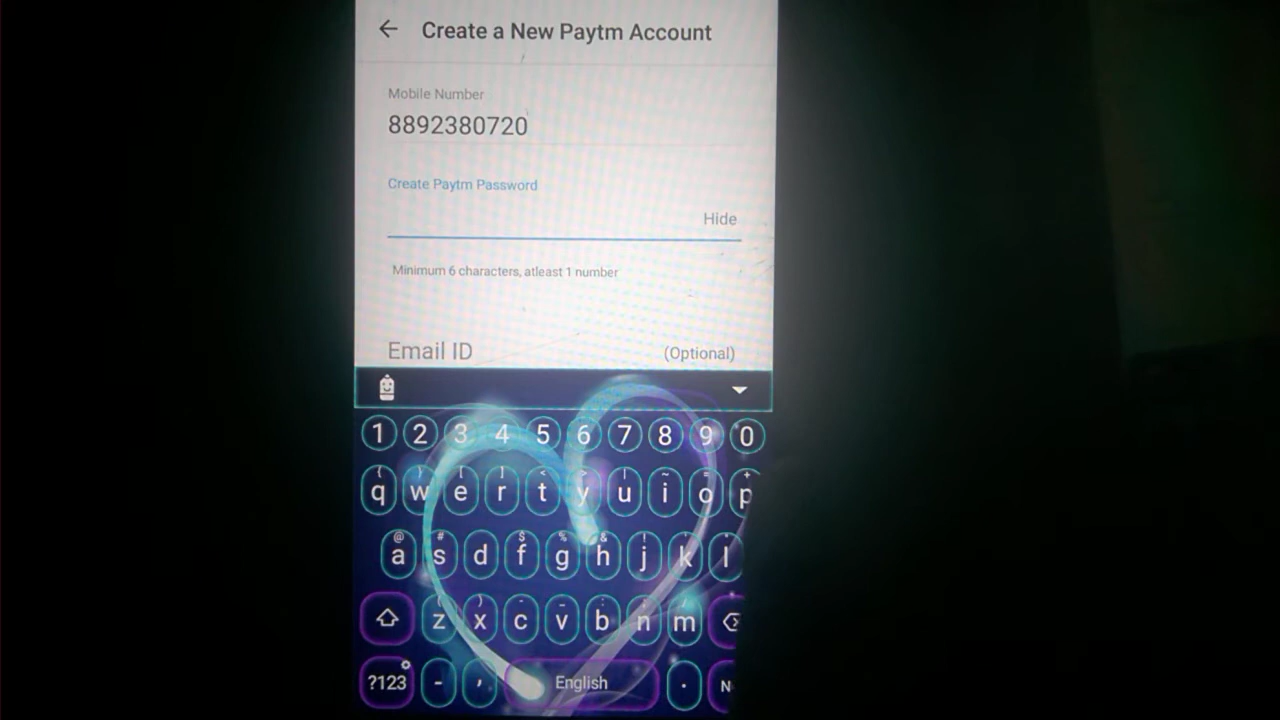 Create a New Paytm Account
Mobile Number
8892380720
Create Paytm Password
Hide
Minimum 6 characters, atleast 1 number
Email ID (Optional)
1 2 3 4 5 6 7 8 9 0
q w e r t y u i o p
a s d f g h j k l
z x c v b n m
?123 - , English .